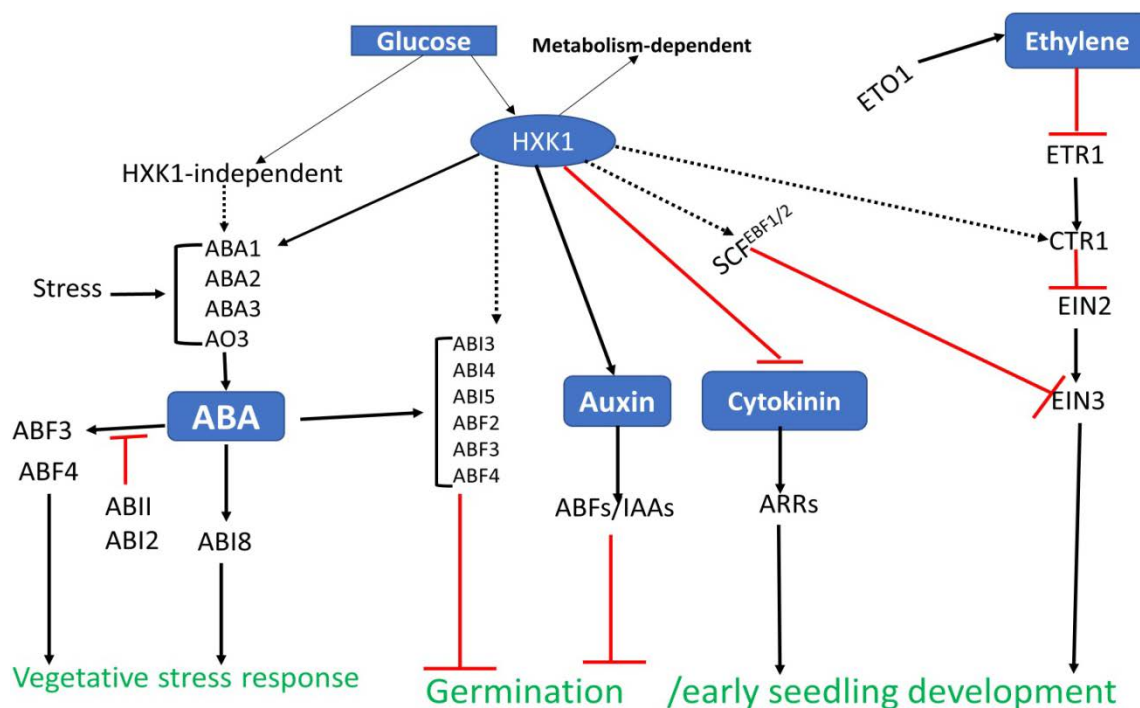 Glucose
Metabolism-dependent
Ethylene
ETO1
HXK1
ETR1
HXK1-independent
SCF^EBF1/2
CTR1
ABA1
ABA2
ABA3
AO3
Stress
EIN2
ABI3
ABI4
ABI5
ABF2
ABF3
ABF4
ABA
Auxin
Cytokinin
EIN3
ABF3
ABF4
ABII
ABI2
ABI8
ABFs/IAAs
ARRs
Vegetative stress response
Germination /early seedling development